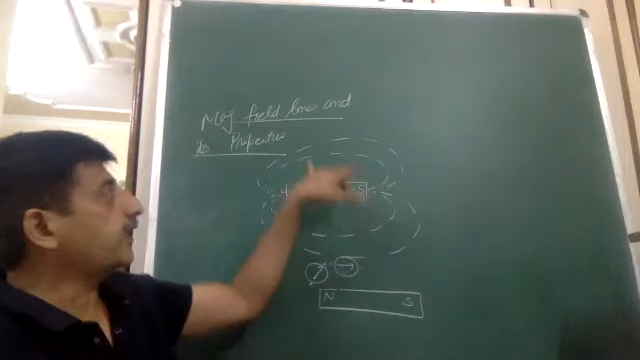 Mag field lines and
its Properties
S
N S